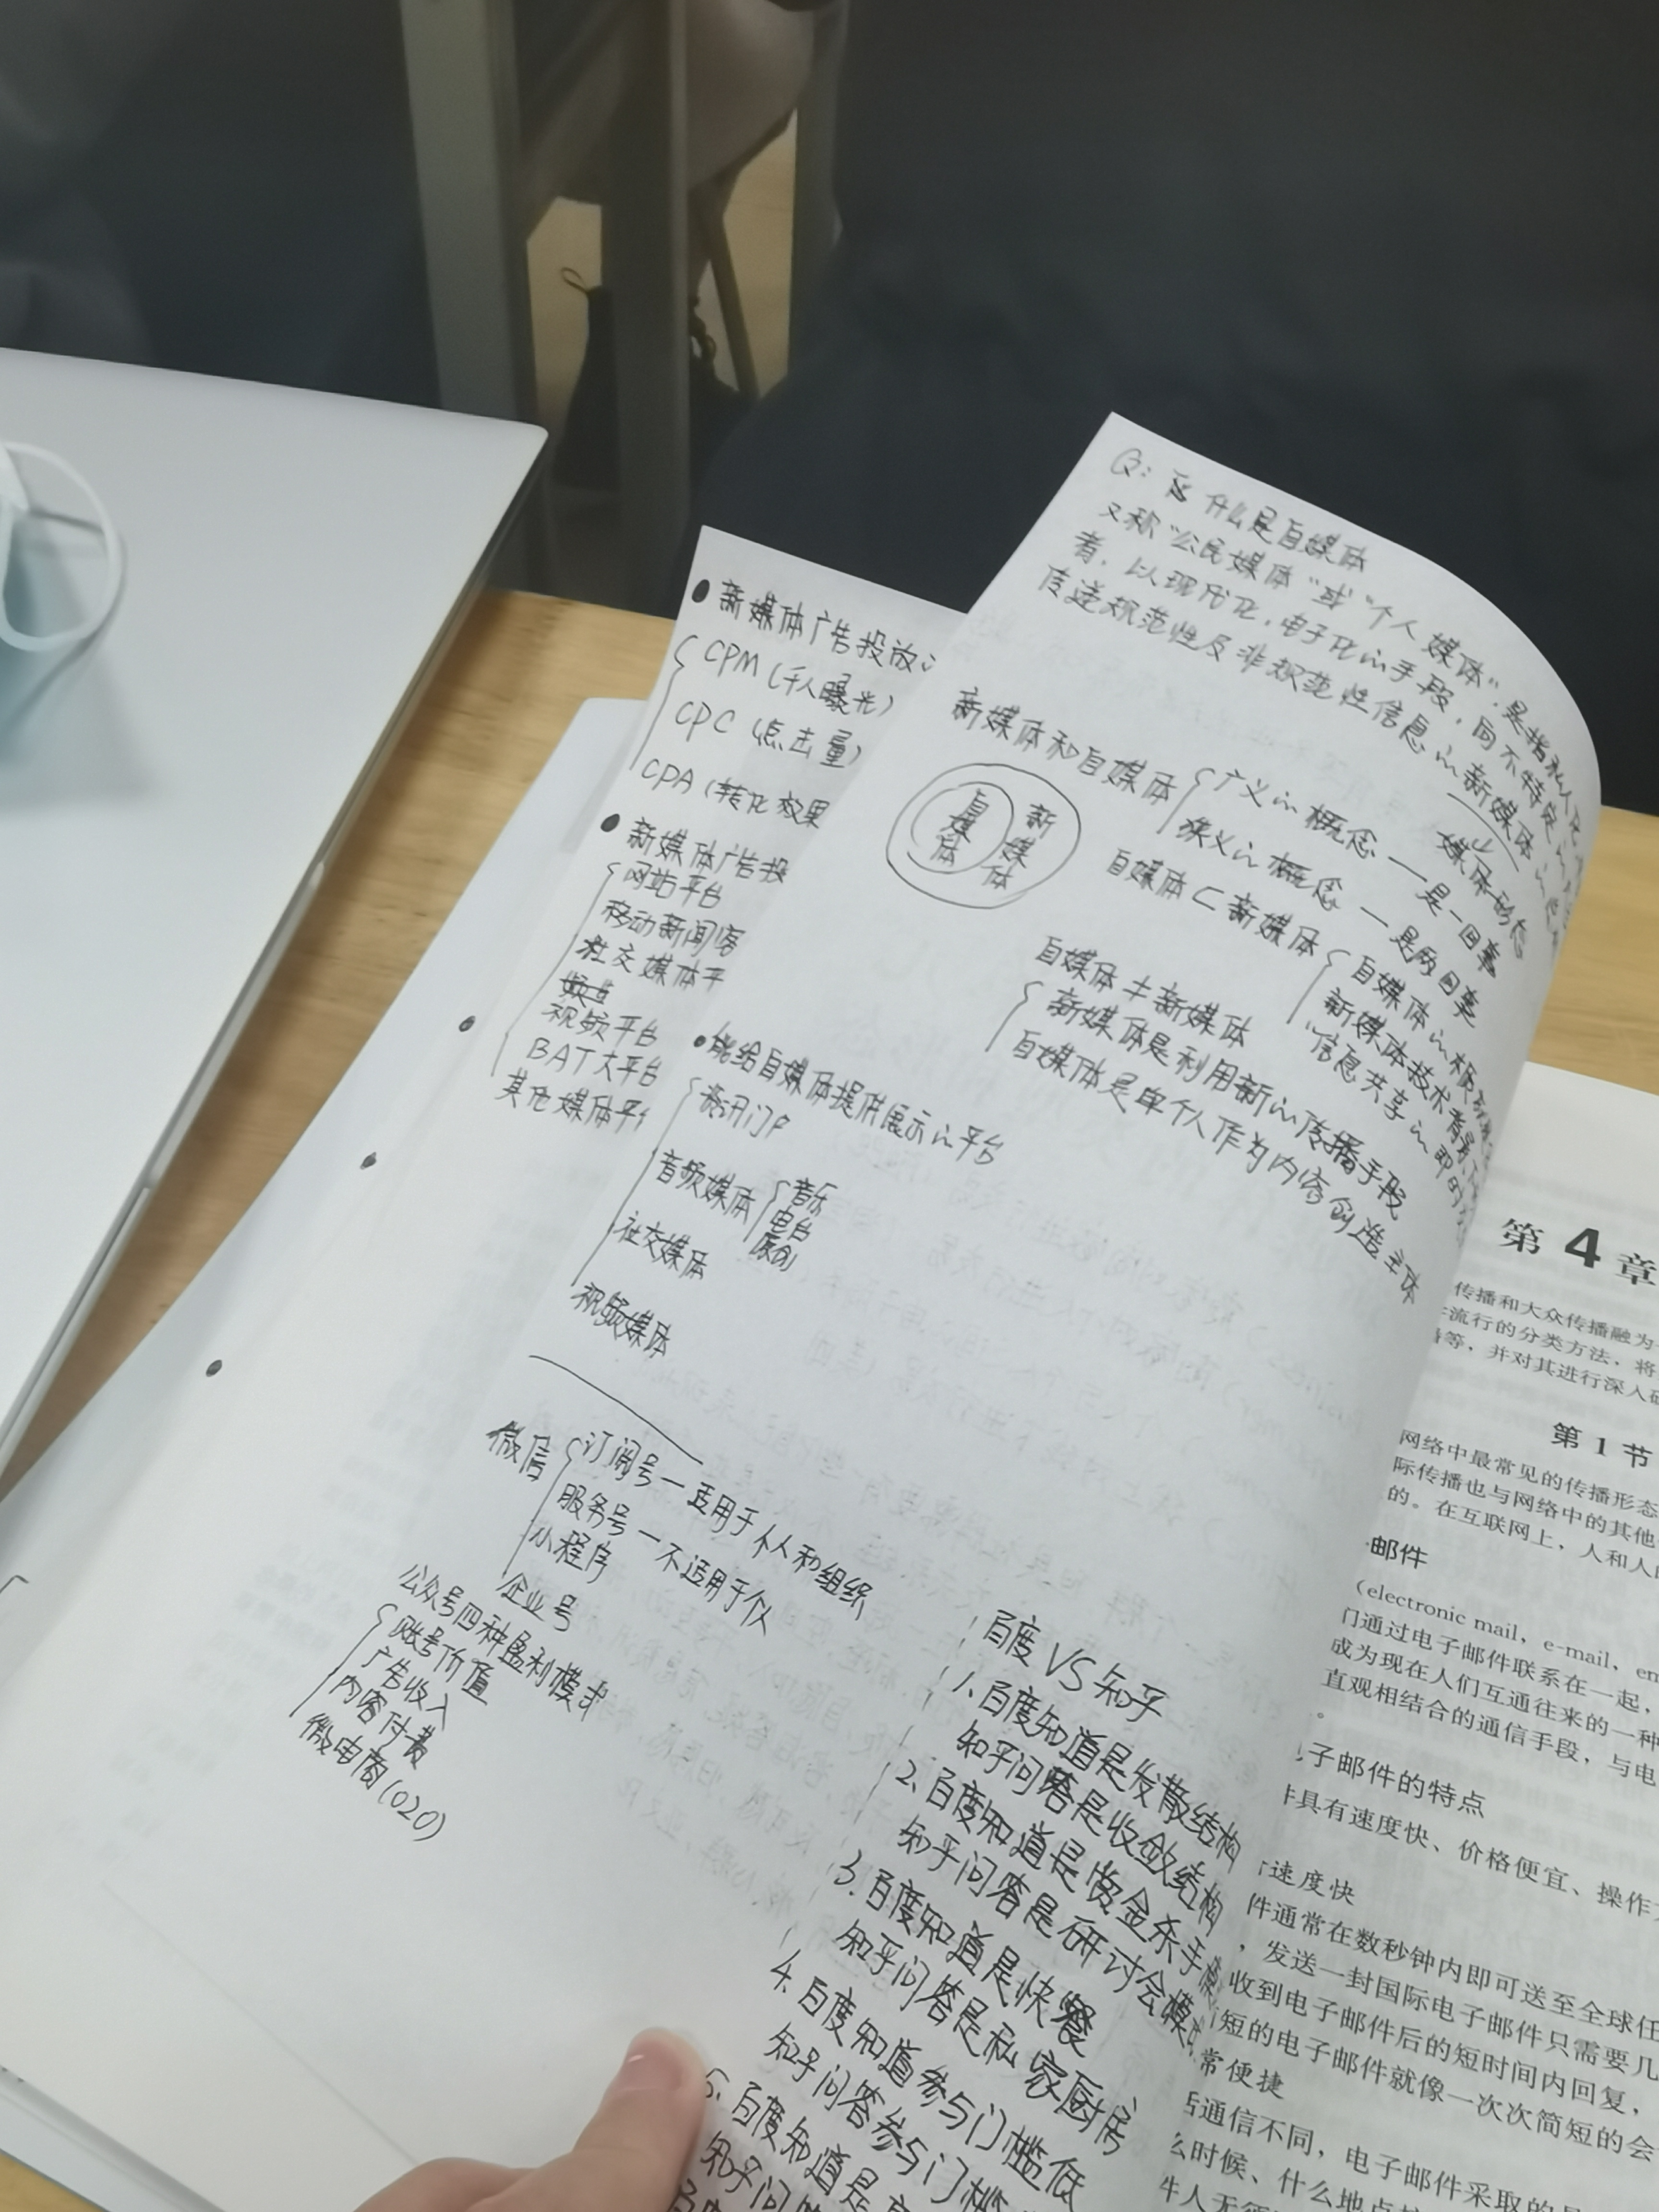 ● 新媒体广告投放
CPM(千人曝光)
CPC (点击量)
CPA (转化效果
● 新媒体广告投
网站平台
移动新闻客
社交媒体平
视频平台
BAT大平台
其他媒体平
Q: 什么是自媒体
又称“公民媒体”或“个人媒体”,是指私人化
者,以现代化,电子化的手段,向不特定的
传递规范性及非规范性信息的新媒体的
媒体形态
新媒体和自媒体
广义的概念 — 是一回事
狭义的概念 — 是两回事
自媒体
新媒体
自媒体⊂新媒体
自媒体的
新媒体技术背景
“信息共享的即时
自媒体≠新媒体
新媒体是利用新的传播手段
自媒体是单个人作为内容创造主体
●能给自媒体提供展示的平台
资讯门户
音频媒体
音乐
电台
原创
社交媒体
视频媒体
微信
订阅号 — 适用于个人和组织
服务号 — 不适用于个人
小程序
企业号
公众号四种盈利模式
账号价值
广告收入
内容付费
微电商(O2O)
百度VS知乎
1. 百度知道是发散结构
知乎问答是收敛结构
2. 百度知道是赏金杀手
知乎问答是研讨会模式
3. 百度知道是快餐
知乎问答是私家厨房
4. 百度知道参与门槛低
知乎问答参与门槛
5. 百度知道是
知乎问
第4章
传播和大众传播融为
流行的分类方法,将
等,并对其进行深入研
第1节
网络中最常见的传播形态
际传播也与网络中的其他
的。在互联网上,人和人
邮件
(electronic mail, e-mail, em
门通过电子邮件联系在一起,
成为现在人们互通往来的一种
直观相结合的通信手段,与电
。
子邮件的特点
件具有速度快、价格便宜、操作
速度快
件通常在数秒钟内即可送至全球任
,发送一封国际电子邮件只需要几
收到电子邮件后的短时间内回复,
短的电子邮件就像一次次简短的会
常便捷
通信不同,电子邮件采取的是
么时候、什么地点
件人无